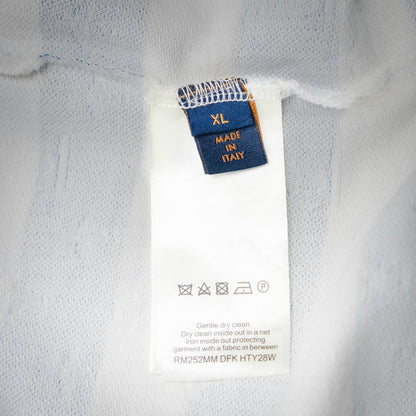 XL
MADE
IN
ITALY
P
Gentle dry clean
Dry clean inside out in a net
Iron inside out protecting
garment with a fabric in betwen
RM252MM DFK HTY28W